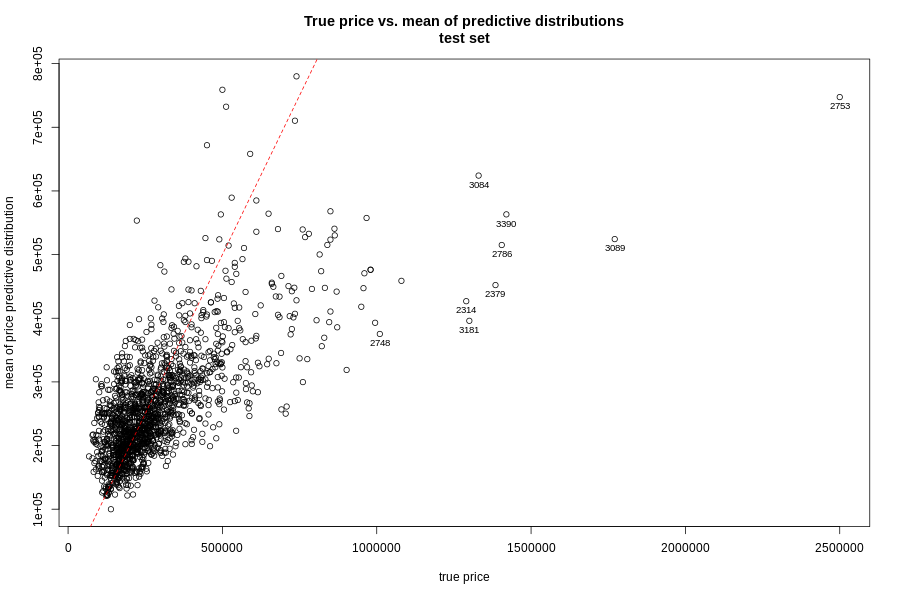 True price vs. mean of predictive distributions
test set
mean of price predictive distribution
8e+05
7e+05
6e+05
5e+05
4e+05
3e+05
2e+05
1e+05
2753
3084
3390
3089
2786
2379
2314
3181
2748
0 500000 1000000 1500000 2000000 2500000
true price